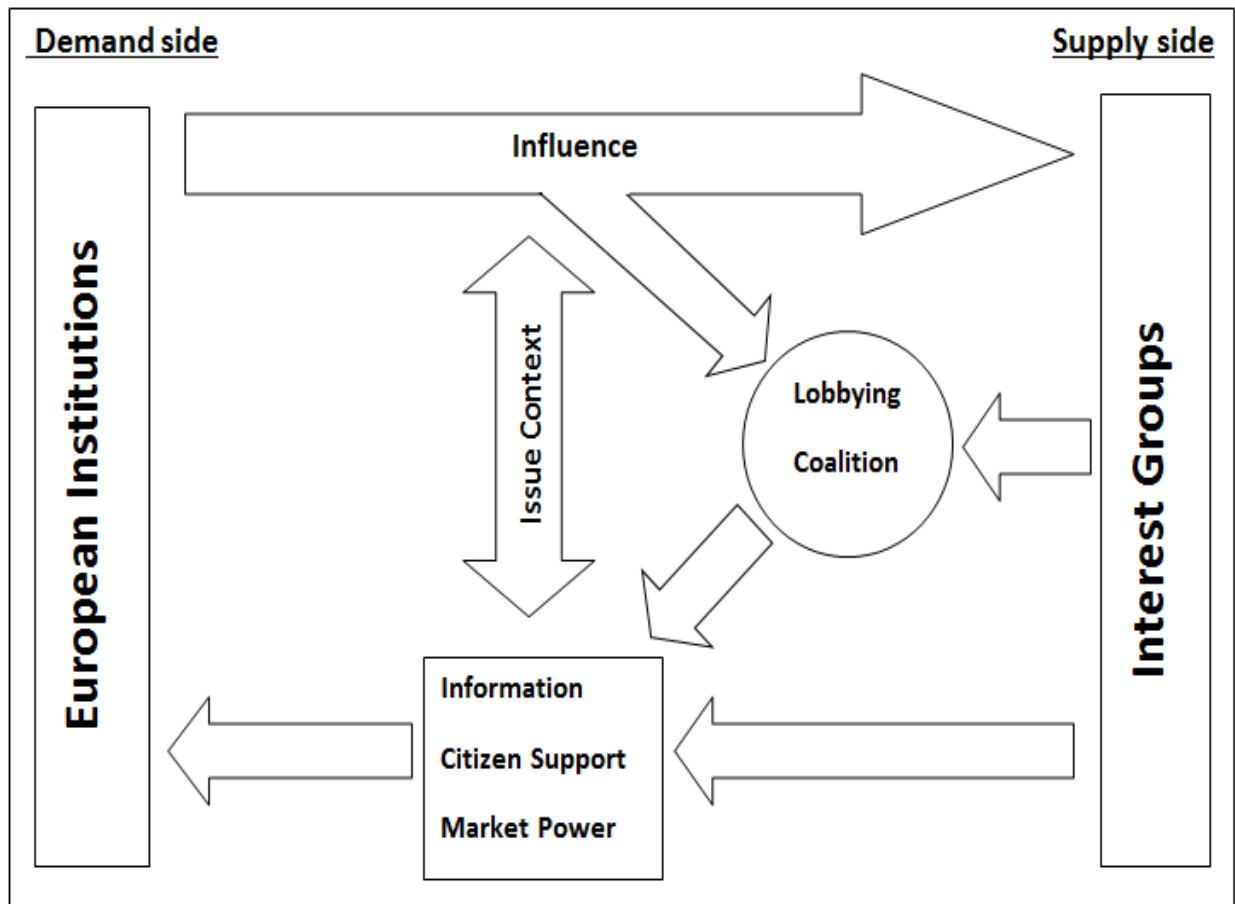 Demand side
Supply side
European Institutions
Influence
Issue Context
Lobbying
Coalition
Interest Groups
Information
Citizen Support
Market Power